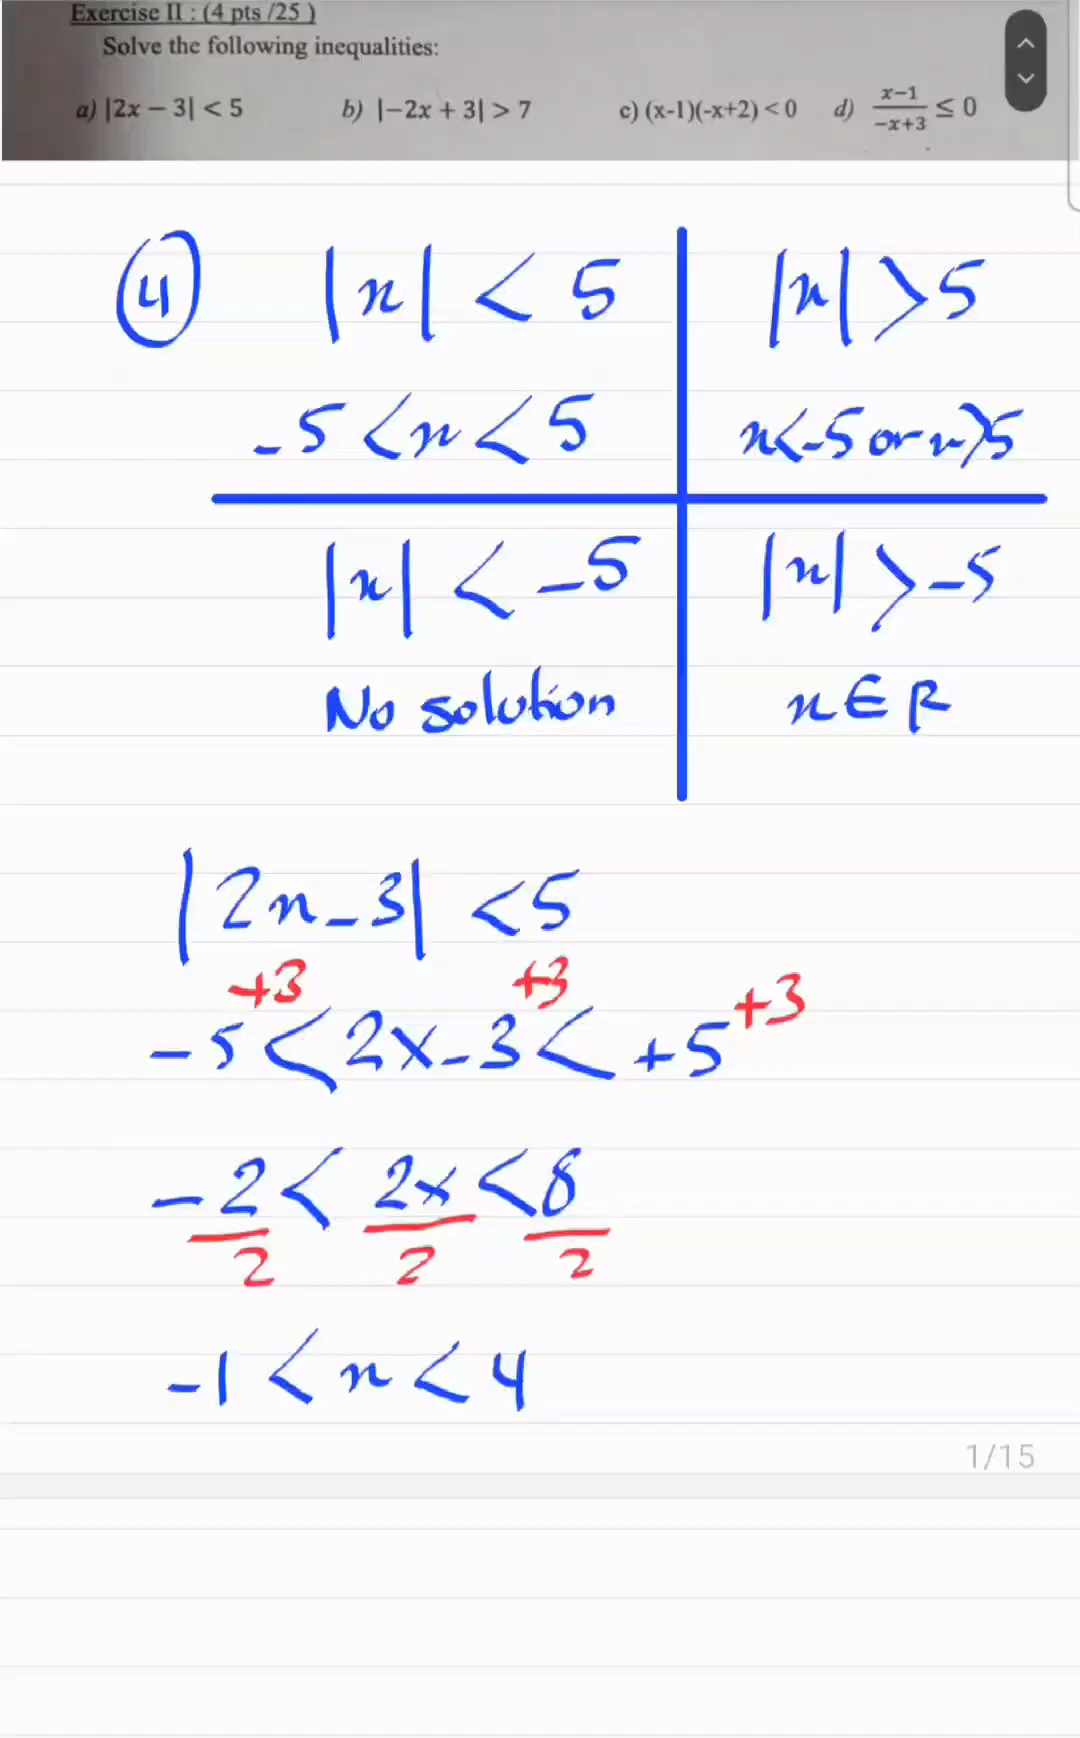 Exercise II : (4 pts /25 )
Solve the following inequalities:
a) |2x − 3| < 5 b) |−2x + 3| > 7 c) (x-1)(-x+2) < 0 d) x−1/−x+3 ≤ 0
4 |x| < 5 |x| > 5
-5 < x < 5 x<-5 or x>5
|x| < -5 |x| > -5
No solution x ∈ R
|2x-3| < 5
+3 +3 +3
-5 < 2x-3 < +5
-2 < 2x < 8
2 2 2
-1 < x < 4
1/15